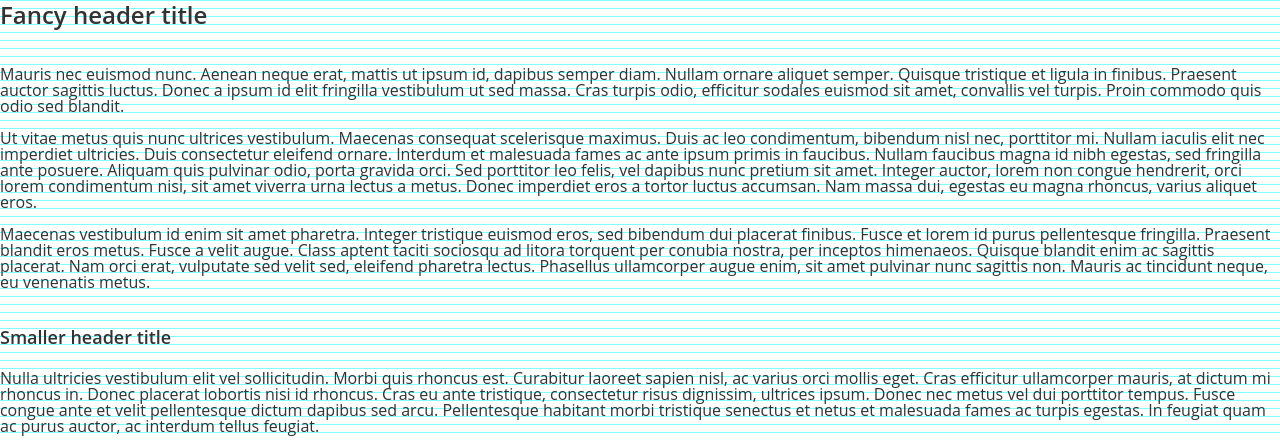 Fancy header title
Mauris nec euismod nunc. Aenean neque erat, mattis ut ipsum id, dapibus semper diam. Nullam ornare aliquet semper. Quisque tristique et ligula in finibus. Praesent
auctor sagittis luctus. Donec a ipsum id elit fringilla vestibulum ut sed massa. Cras turpis odio, efficitur sodales euismod sit amet, convallis vel turpis. Proin commodo quis
odio sed blandit.
Ut vitae metus quis nunc ultrices vestibulum. Maecenas consequat scelerisque maximus. Duis ac leo condimentum, bibendum nisl nec, porttitor mi. Nullam iaculis elit nec
imperdiet ultricies. Duis consectetur eleifend ornare. Interdum et malesuada fames ac ante ipsum primis in faucibus. Nullam faucibus magna id nibh egestas, sed fringilla
ante posuere. Aliquam quis pulvinar odio, porta gravida orci. Sed porttitor leo felis, vel dapibus nunc pretium sit amet. Integer auctor, lorem non congue hendrerit, orci
lorem condimentum nisl, sit amet viverra urna lectus a metus. Donec imperdiet eros a tortor luctus accumsan. Nam massa dui, egestas eu magna rhoncus, varius aliquet
eros.
Maecenas vestibulum id enim sit amet pharetra. Integer tristique euismod eros, sed bibendum dui placerat finibus. Fusce et lorem id purus pellentesque fringilla. Praesent
blandit eros metus. Fusce a velit augue. Class aptent taciti sociosqu ad litora torquent per conubia nostra, per inceptos himenaeos. Quisque blandit enim ac sagittis
placerat. Nam orci erat, vulputate sed velit sed, eleifend pharetra lectus. Phasellus ullamcorper augue enim, sit amet pulvinar nunc sagittis non. Mauris ac tincidunt neque,
eu venenatis metus.
Smaller header title
Nulla ultricies vestibulum elit vel sollicitudin. Morbi quis rhoncus est. Curabitur laoreet sapien nisl, ac varius orci mollis eget. Cras efficitur ullamcorper mauris, at dictum mi
rhoncus in. Donec placerat lobortis nisi id rhoncus. Cras eu ante tristique, consectetur risus dignissim, ultrices ipsum. Donec nec metus vel dui porttitor tempus. Fusce
congue ante et velit pellentesque dictum dapibus sed arcu. Pellentesque habitant morbi tristique senectus et netus et malesuada fames ac turpis egestas. In feugiat quam
ac purus auctor, ac interdum tellus feugiat.